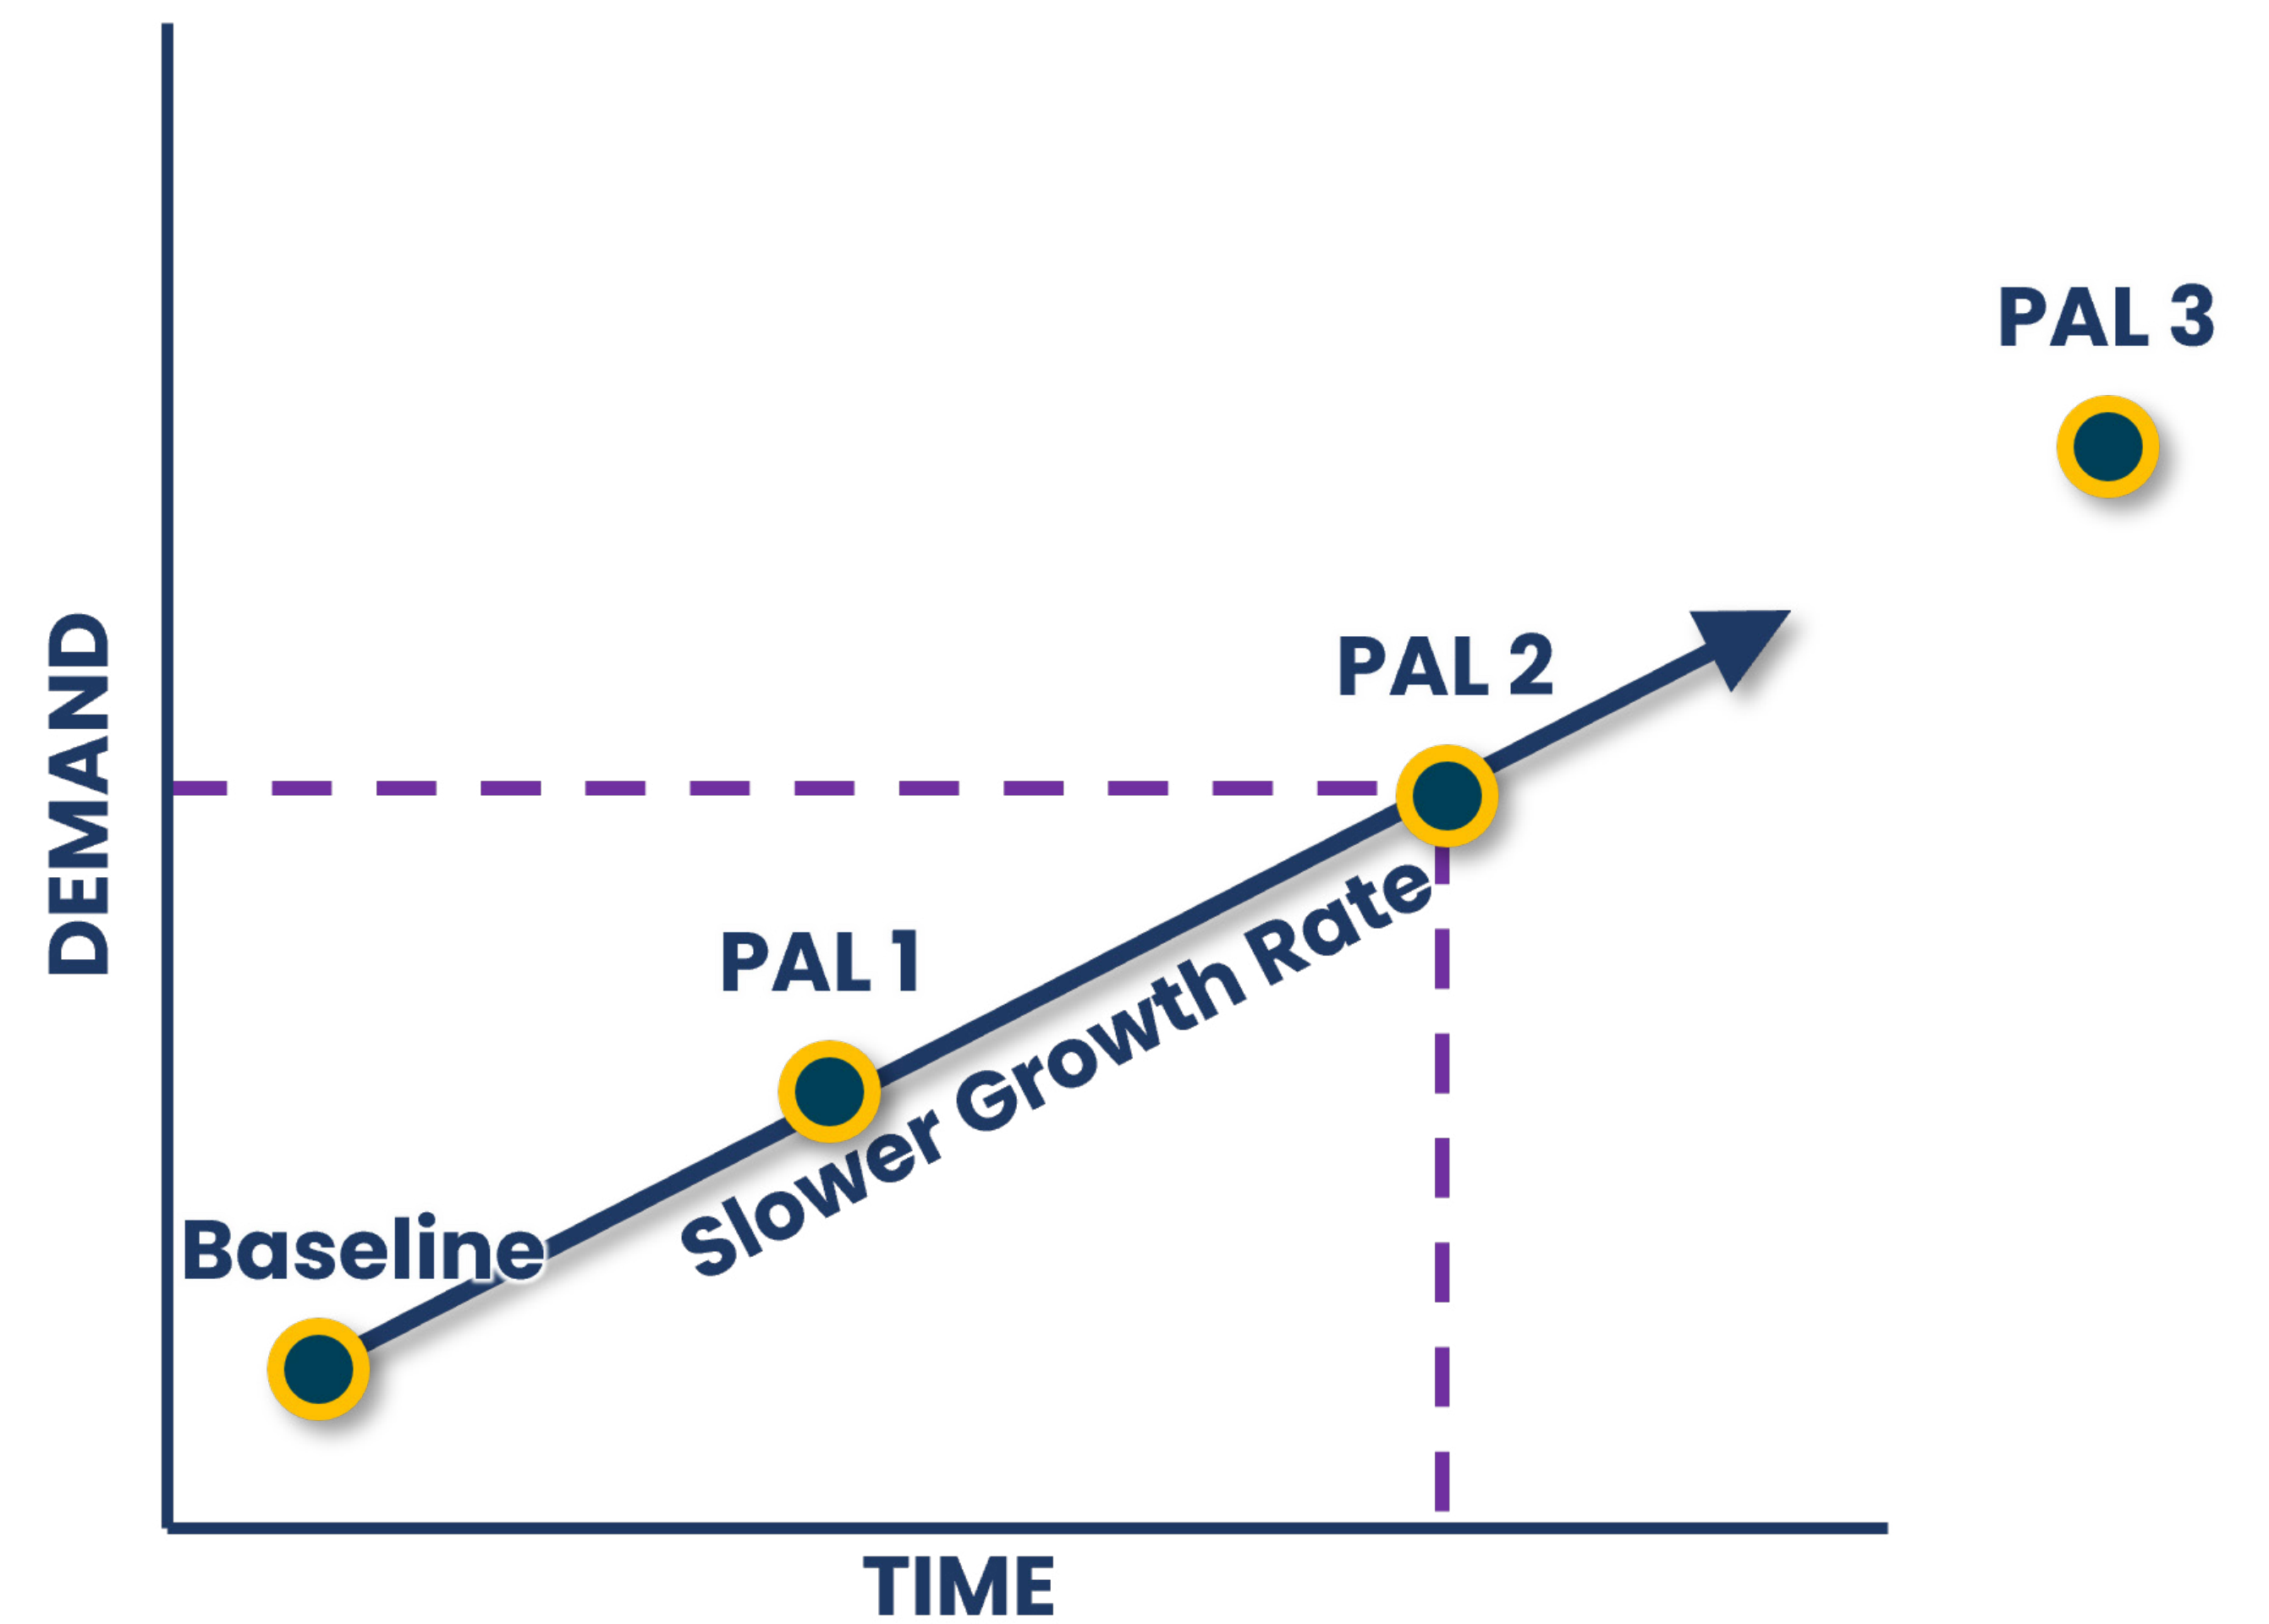 PAL 3
PAL 2
DEMAND
PAL 1
Slower Growth Rate
Baseline
TIME